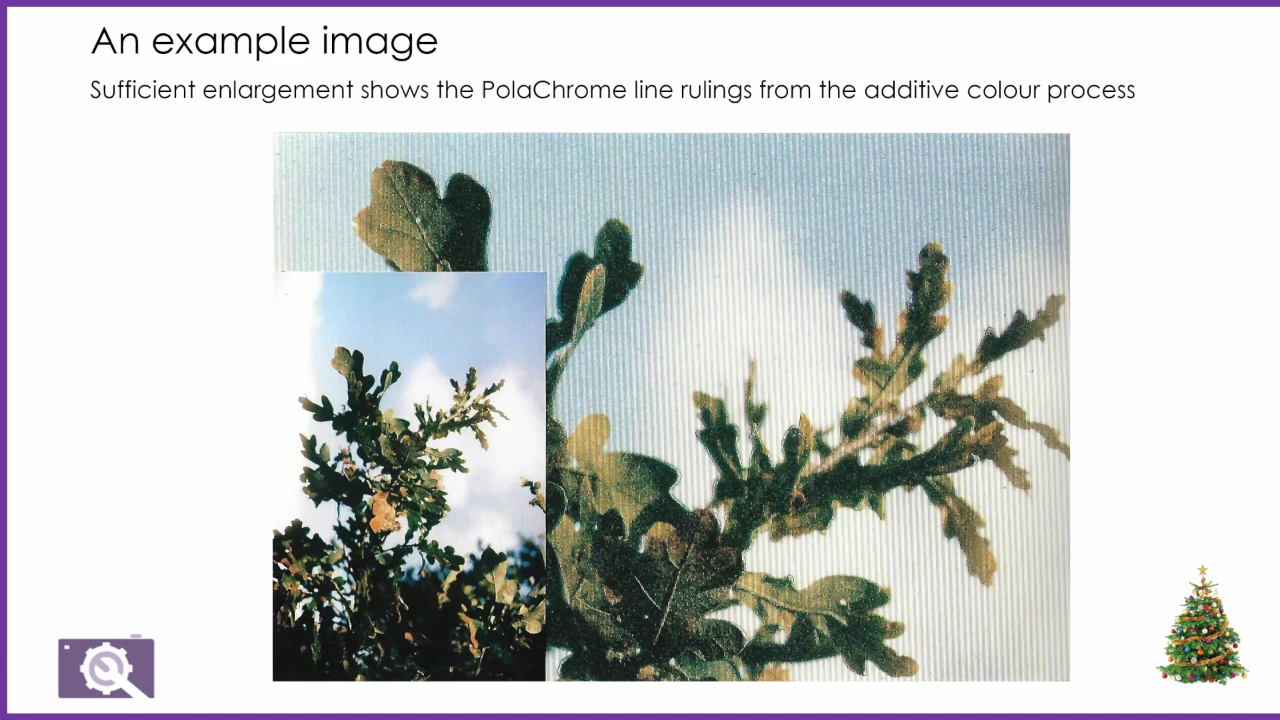 An example image
Sufficient enlargement shows the PolaChrome line rulings from the additive colour process